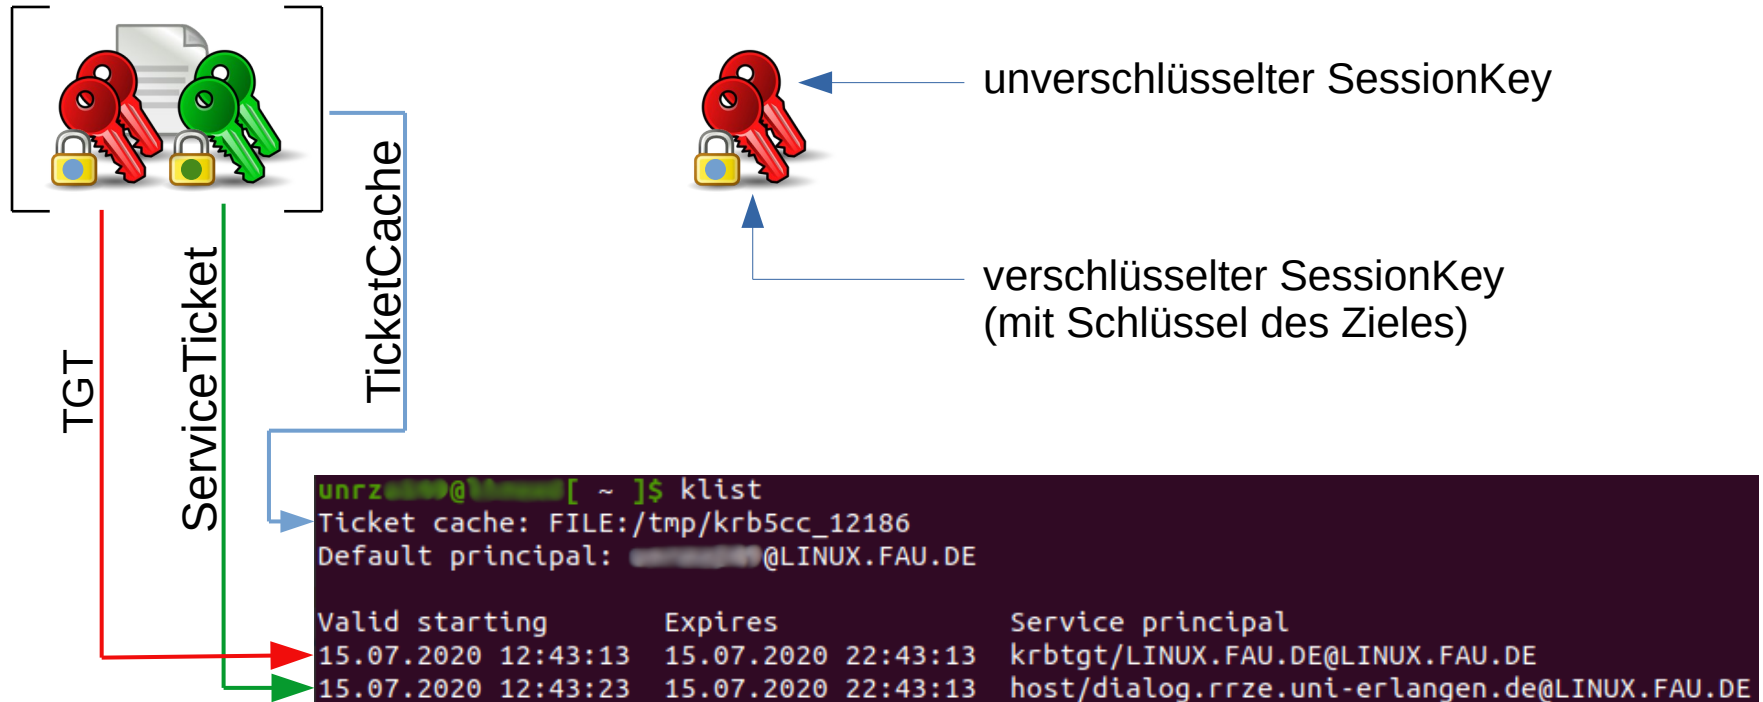 unverschlüsselter SessionKey
verschlüsselter SessionKey
(mit Schlüssel des Zieles)
TGT
ServiceTicket
TicketCache
unrz @ [ ~ ]$ klist
Ticket cache: FILE:/tmp/krb5cc_12186
Default principal: @LINUX.FAU.DE
Valid starting Expires Service principal
15.07.2020 12:43:13 15.07.2020 22:43:13 krbtgt/LINUX.FAU.DE@LINUX.FAU.DE
15.07.2020 12:43:23 15.07.2020 22:43:13 host/dialog.rrze.uni-erlangen.de@LINUX.FAU.DE